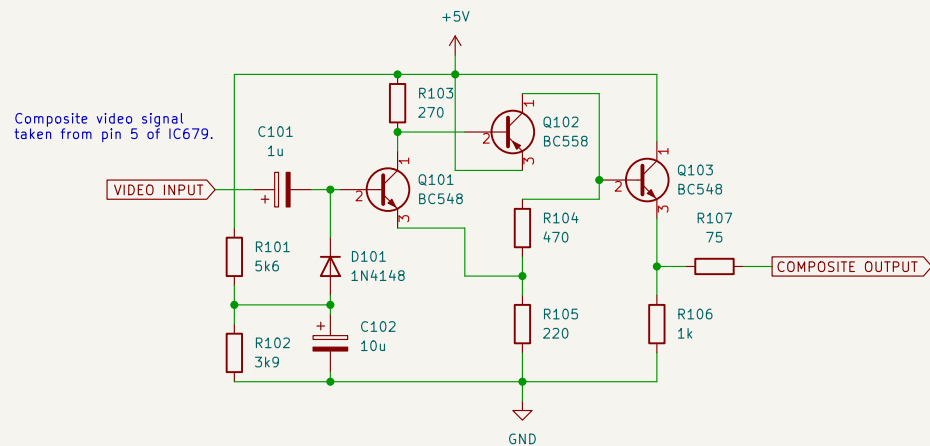 +5V
Composite video signal
taken from pin 5 of IC679.
R103
270
1
Q102
BC558
2
3
C101
1u
+
VIDEO INPUT
1
Q101
BC548
2
3
1
Q103
BC548
2
3
R104
470
R107
75
COMPOSITE OUTPUT
R101
5k6
D101
1N4148
R102
3k9
+
C102
10u
R105
220
R106
1k
GND